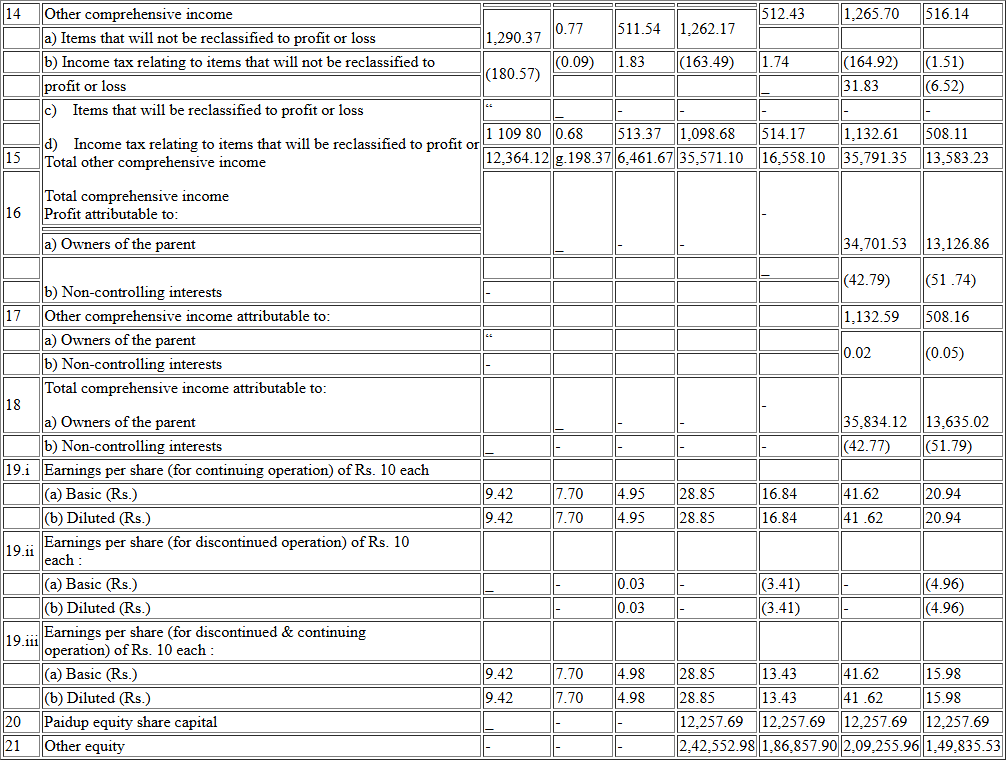 14 Other comprehensive income 512.43 1,265.70 516.14
a) Items that will not be reclassified to profit or loss 1,290.37 0.77 511.54 1,262.17
b) Income tax relating to items that will not be reclassified to (180.57) (0.09) 1.83 (163.49) 1.74 (164.92) (1.51)
profit or loss _ 31.83 (6.52)
c) Items that will be reclassified to profit or loss “ _ - - - - -
d) Income tax relating to items that will be reclassified to profit or 1 109 80 0.68 513.37 1,098.68 514.17 1,132.61 508.11
15 Total other comprehensive income 12,364.12 g.198.37 6,461.67 35,571.10 16,558.10 35,791.35 13,583.23
Total comprehensive income
16 Profit attributable to: -
a) Owners of the parent _ - - 34,701.53 13,126.86
_ (42.79) (51 .74)
b) Non-controlling interests -
17 Other comprehensive income attributable to: 1,132.59 508.16
a) Owners of the parent “
0.02 (0.05)
b) Non-controlling interests -
Total comprehensive income attributable to:
18 -
a) Owners of the parent _ - - 35,834.12 13,635.02
b) Non-controlling interests _ - - - - (42.77) (51.79)
19.i Earnings per share (for continuing operation) of Rs. 10 each
(a) Basic (Rs.) 9.42 7.70 4.95 28.85 16.84 41.62 20.94
(b) Diluted (Rs.) 9.42 7.70 4.95 28.85 16.84 41 .62 20.94
19.ii Earnings per share (for discontinued operation) of Rs. 10
each :
(a) Basic (Rs.) _ - 0.03 - (3.41) - (4.96)
(b) Diluted (Rs.) - 0.03 - (3.41) - (4.96)
19.iii Earnings per share (for discontinued & continuing
operation) of Rs. 10 each :
(a) Basic (Rs.) 9.42 7.70 4.98 28.85 13.43 41.62 15.98
(b) Diluted (Rs.) 9.42 7.70 4.98 28.85 13.43 41 .62 15.98
20 Paidup equity share capital _ - - 12,257.69 12,257.69 12,257.69 12,257.69
21 Other equity - - - 2,42,552.98 1,86,857.90 2,09,255.96 1,49,835.53